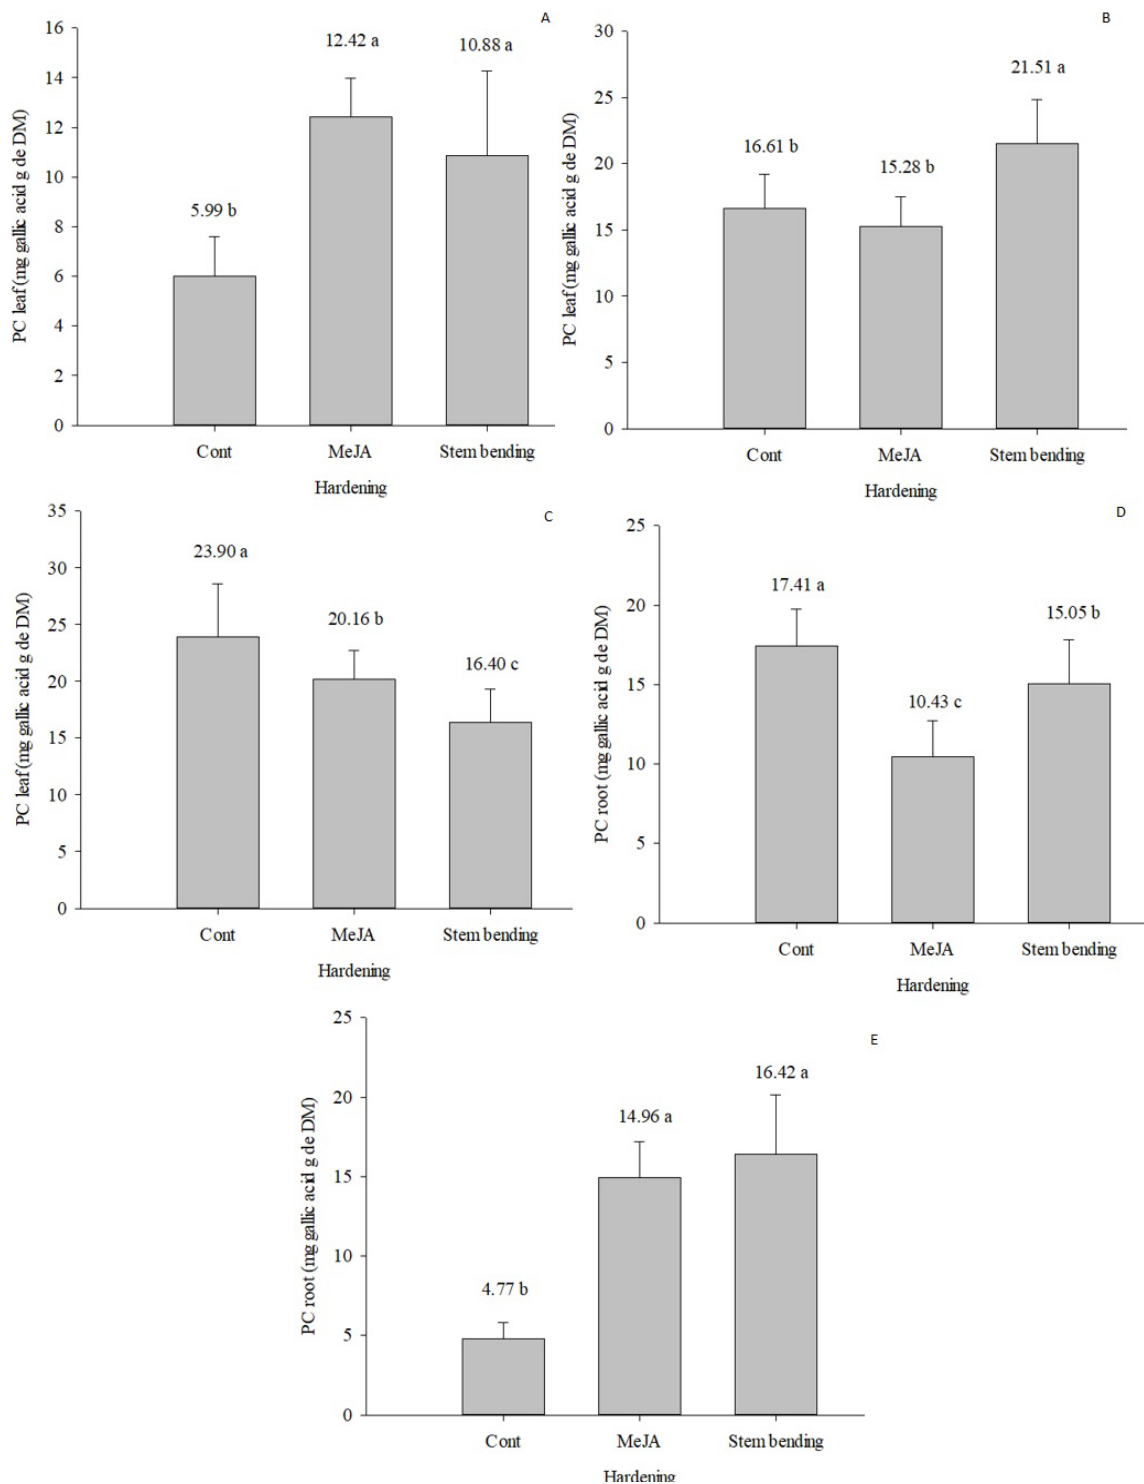 A
PC leaf (mg gallic acid g de DM)
16
14
12
10
8
6
4
2
0
5.99 b
12.42 a
10.88 a
Cont
MeJA
Stem bending
Hardening
B
PC leaf (mg gallic acid g de DM)
30
25
20
15
10
5
0
16.61 b
15.28 b
21.51 a
Cont
MeJA
Stem bending
Hardening
C
PC leaf (mg gallic acid g de DM)
35
30
25
20
15
10
5
0
23.90 a
20.16 b
16.40 c
Cont
MeJA
Stem bending
Hardening
D
PC root (mg gallic acid g de DM)
25
20
15
10
5
0
17.41 a
10.43 c
15.05 b
Cont
MeJA
Stem bending
Hardening
E
PC root (mg gallic acid g de DM)
25
20
15
10
5
0
4.77 b
14.96 a
16.42 a
Cont
MeJA
Stem bending
Hardening